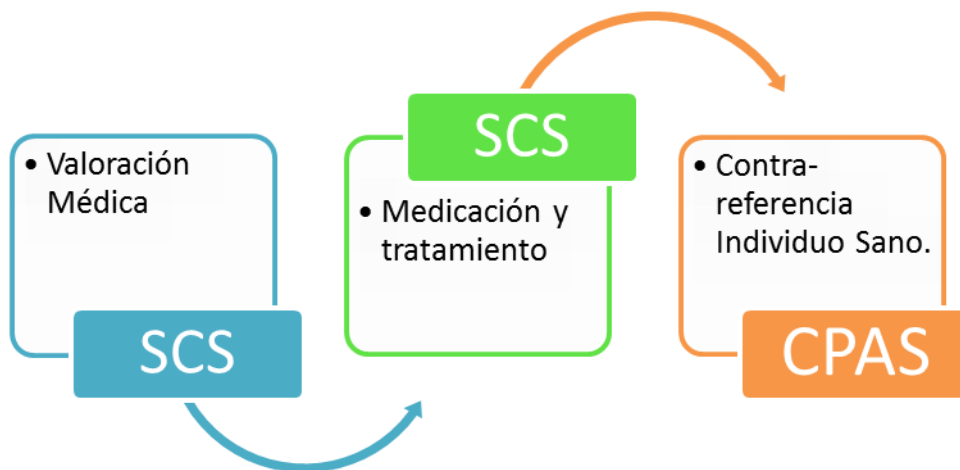 • Valoración
Médica
SCS
SCS
• Medicación y
tratamiento
• Contra-
referencia
Individuo Sano.
CPAS